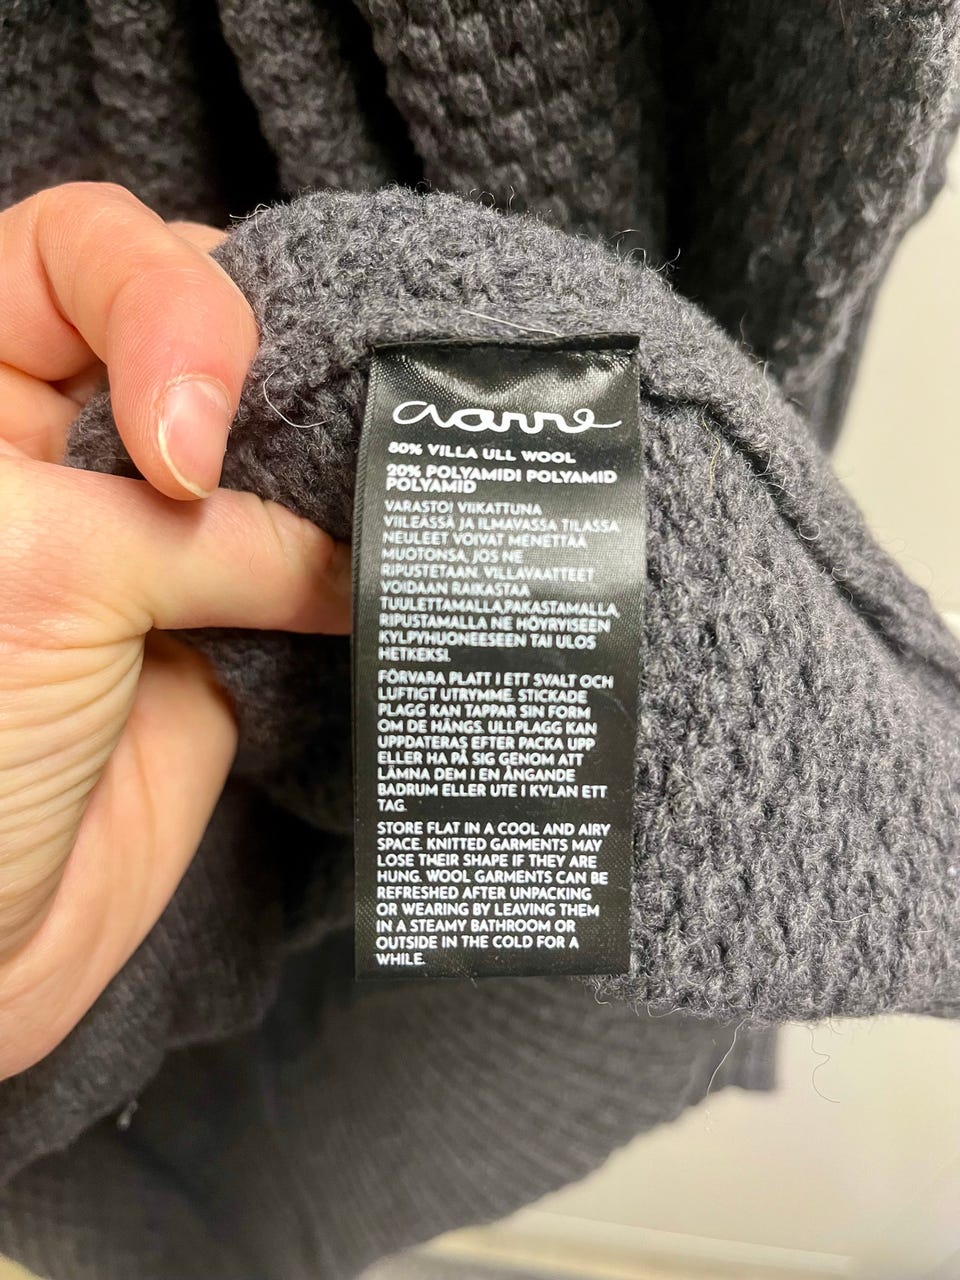 aarre
80% VILLA ULL WOOL
20% POLYAMIDI POLYAMID
POLYAMID
VARASTOI VIIKATTUNA
VIILEÄSSÄ JA ILMAVASSA TILASSA
NEULEET VOIVAT MENETTÄÄ
MUOTONSA, JOS NE
RIPUSTETAAN. VILLAVAATTEET
VOIDAAN RAIKASTAA
TUULETTAMALLA,PAKASTAMALLA
RIPUSTAMALLA NE HÖYRYISEEN
KYLPYHUONEESEEN TAI ULOS
HETKEKSI.
FÖRVARA PLATT I ETT SVALT OCH
LUFTIGT UTRYMME. STICKADE
PLAGG KAN TAPPAR SIN FORM
OM DE HÄNGS. ULLPLAGG KAN
UPPDATERAS EFTER PACKA UPP
ELLER HA PÅ SIG GENOM ATT
LÄMNA DEM I EN ÅNGANDE
BADRUM ELLER UTE I KYLAN ETT
TAG.
STORE FLAT IN A COOL AND AIRY
SPACE. KNITTED GARMENTS MAY
LOSE THEIR SHAPE IF THEY ARE
HUNG. WOOL GARMENTS CAN BE
REFRESHED AFTER UNPACKING
OR WEARING BY LEAVING THEM
IN A STEAMY BATHROOM OR
OUTSIDE IN THE COLD FOR A
WHILE.